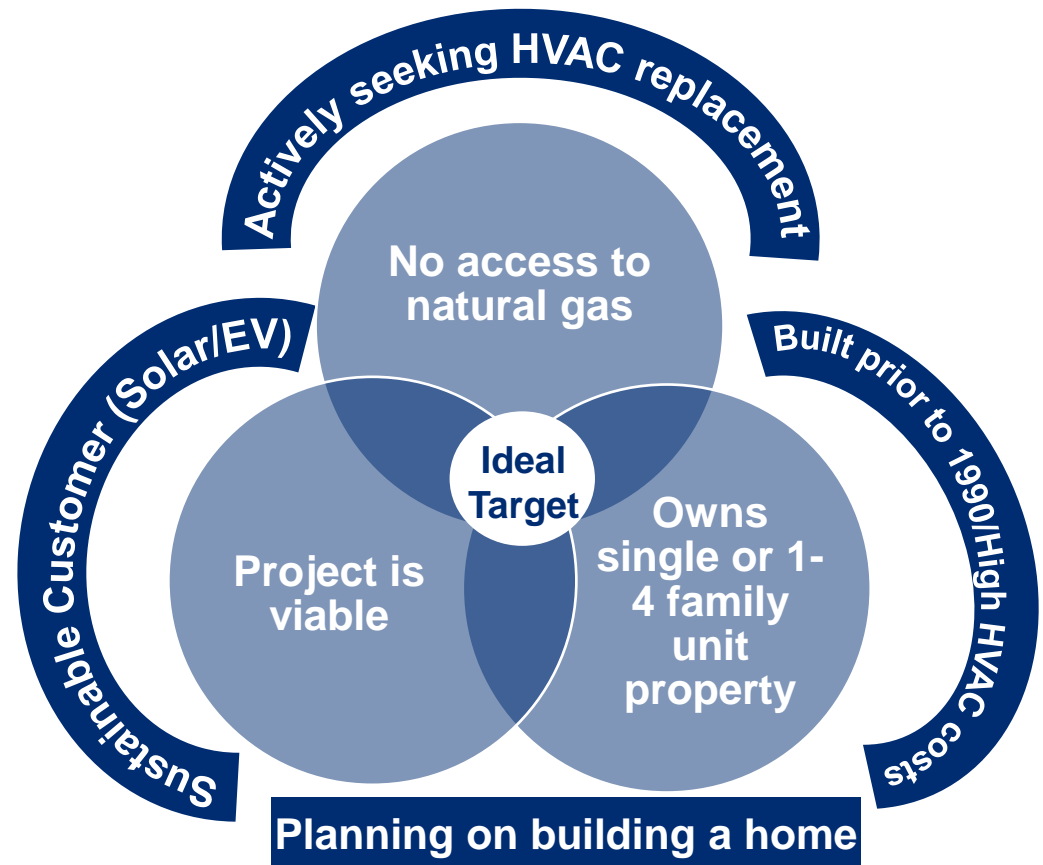 Actively seeking HVAC replacement
No access to
natural gas
Sustainable Customer (Solar/EV)
Built prior to 1990/High HVAC costs
Ideal
Target
Project is
viable
Owns
single or 1-
4 family
unit
property
Planning on building a home